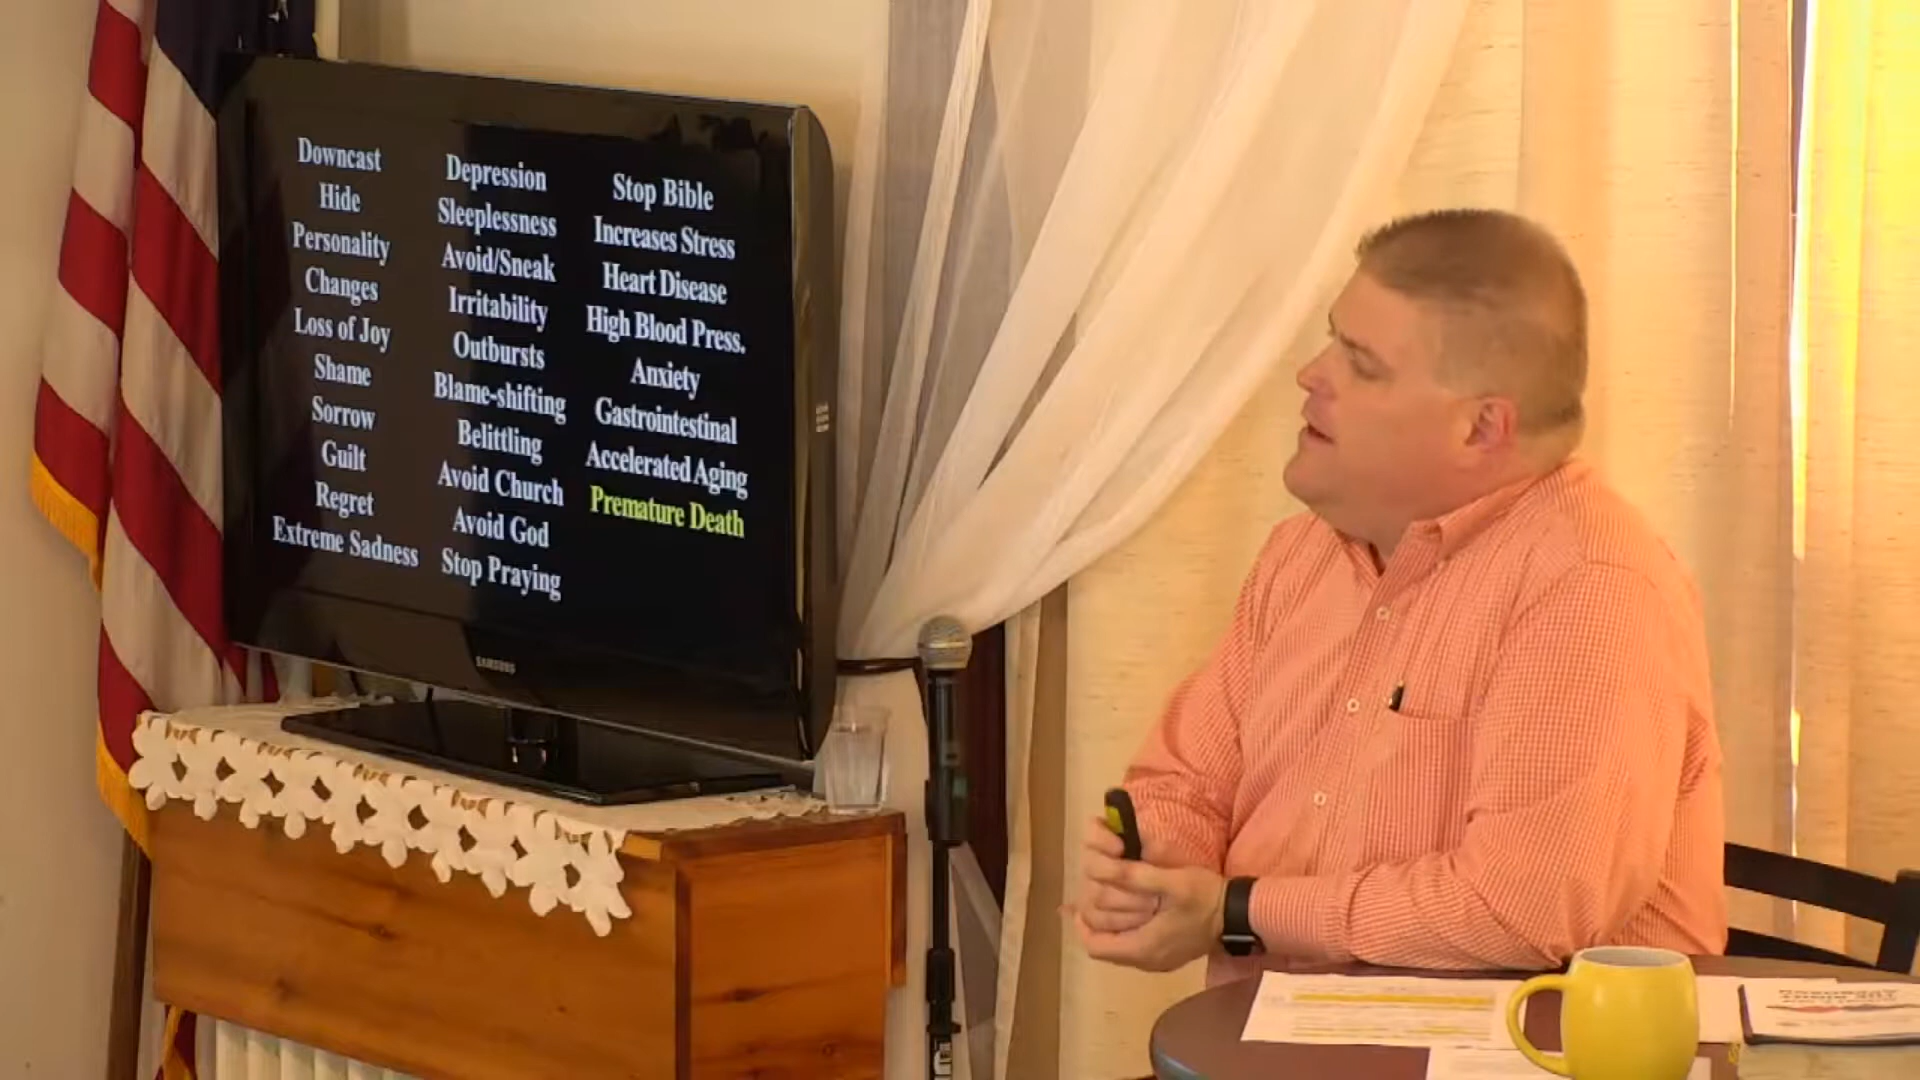 Downcast
Hide
Personality
Changes
Loss of Joy
Shame
Sorrow
Guilt
Regret
Extreme Sadness
Depression
Sleeplessness
Avoid/Sneak
Irritability
Outbursts
Blame-shifting
Belittling
Avoid Church
Avoid God
Stop Praying
Stop Bible
Increases Stress
Heart Disease
High Blood Press.
Anxiety
Gastrointestinal
Accelerated Aging
Premature Death
SAMSUNG